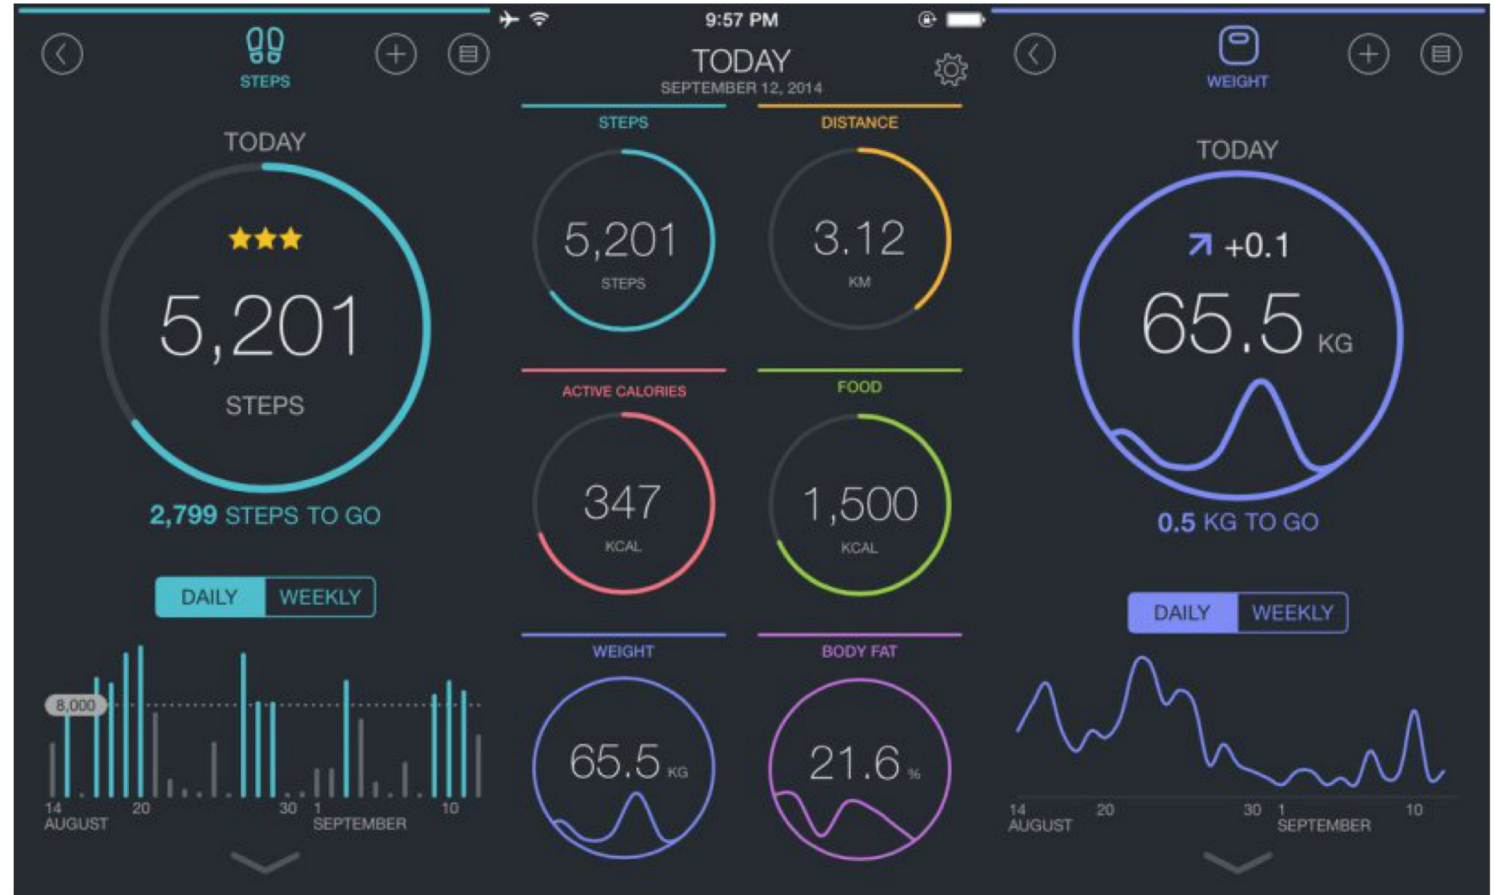 STEPS
TODAY
5,201
STEPS
2,799 STEPS TO GO
DAILY WEEKLY
8,000
14 20 30 1 10
AUGUST SEPTEMBER
9:57 PM
TODAY
SEPTEMBER 12, 2014
STEPS DISTANCE
5,201 3.12
STEPS KM
ACTIVE CALORIES FOOD
347 1,500
KCAL KCAL
WEIGHT BODY FAT
65.5 KG 21.6 %
WEIGHT
TODAY
+0.1
65.5 KG
0.5 KG TO GO
DAILY WEEKLY
14 20 30 1 10
AUGUST SEPTEMBER